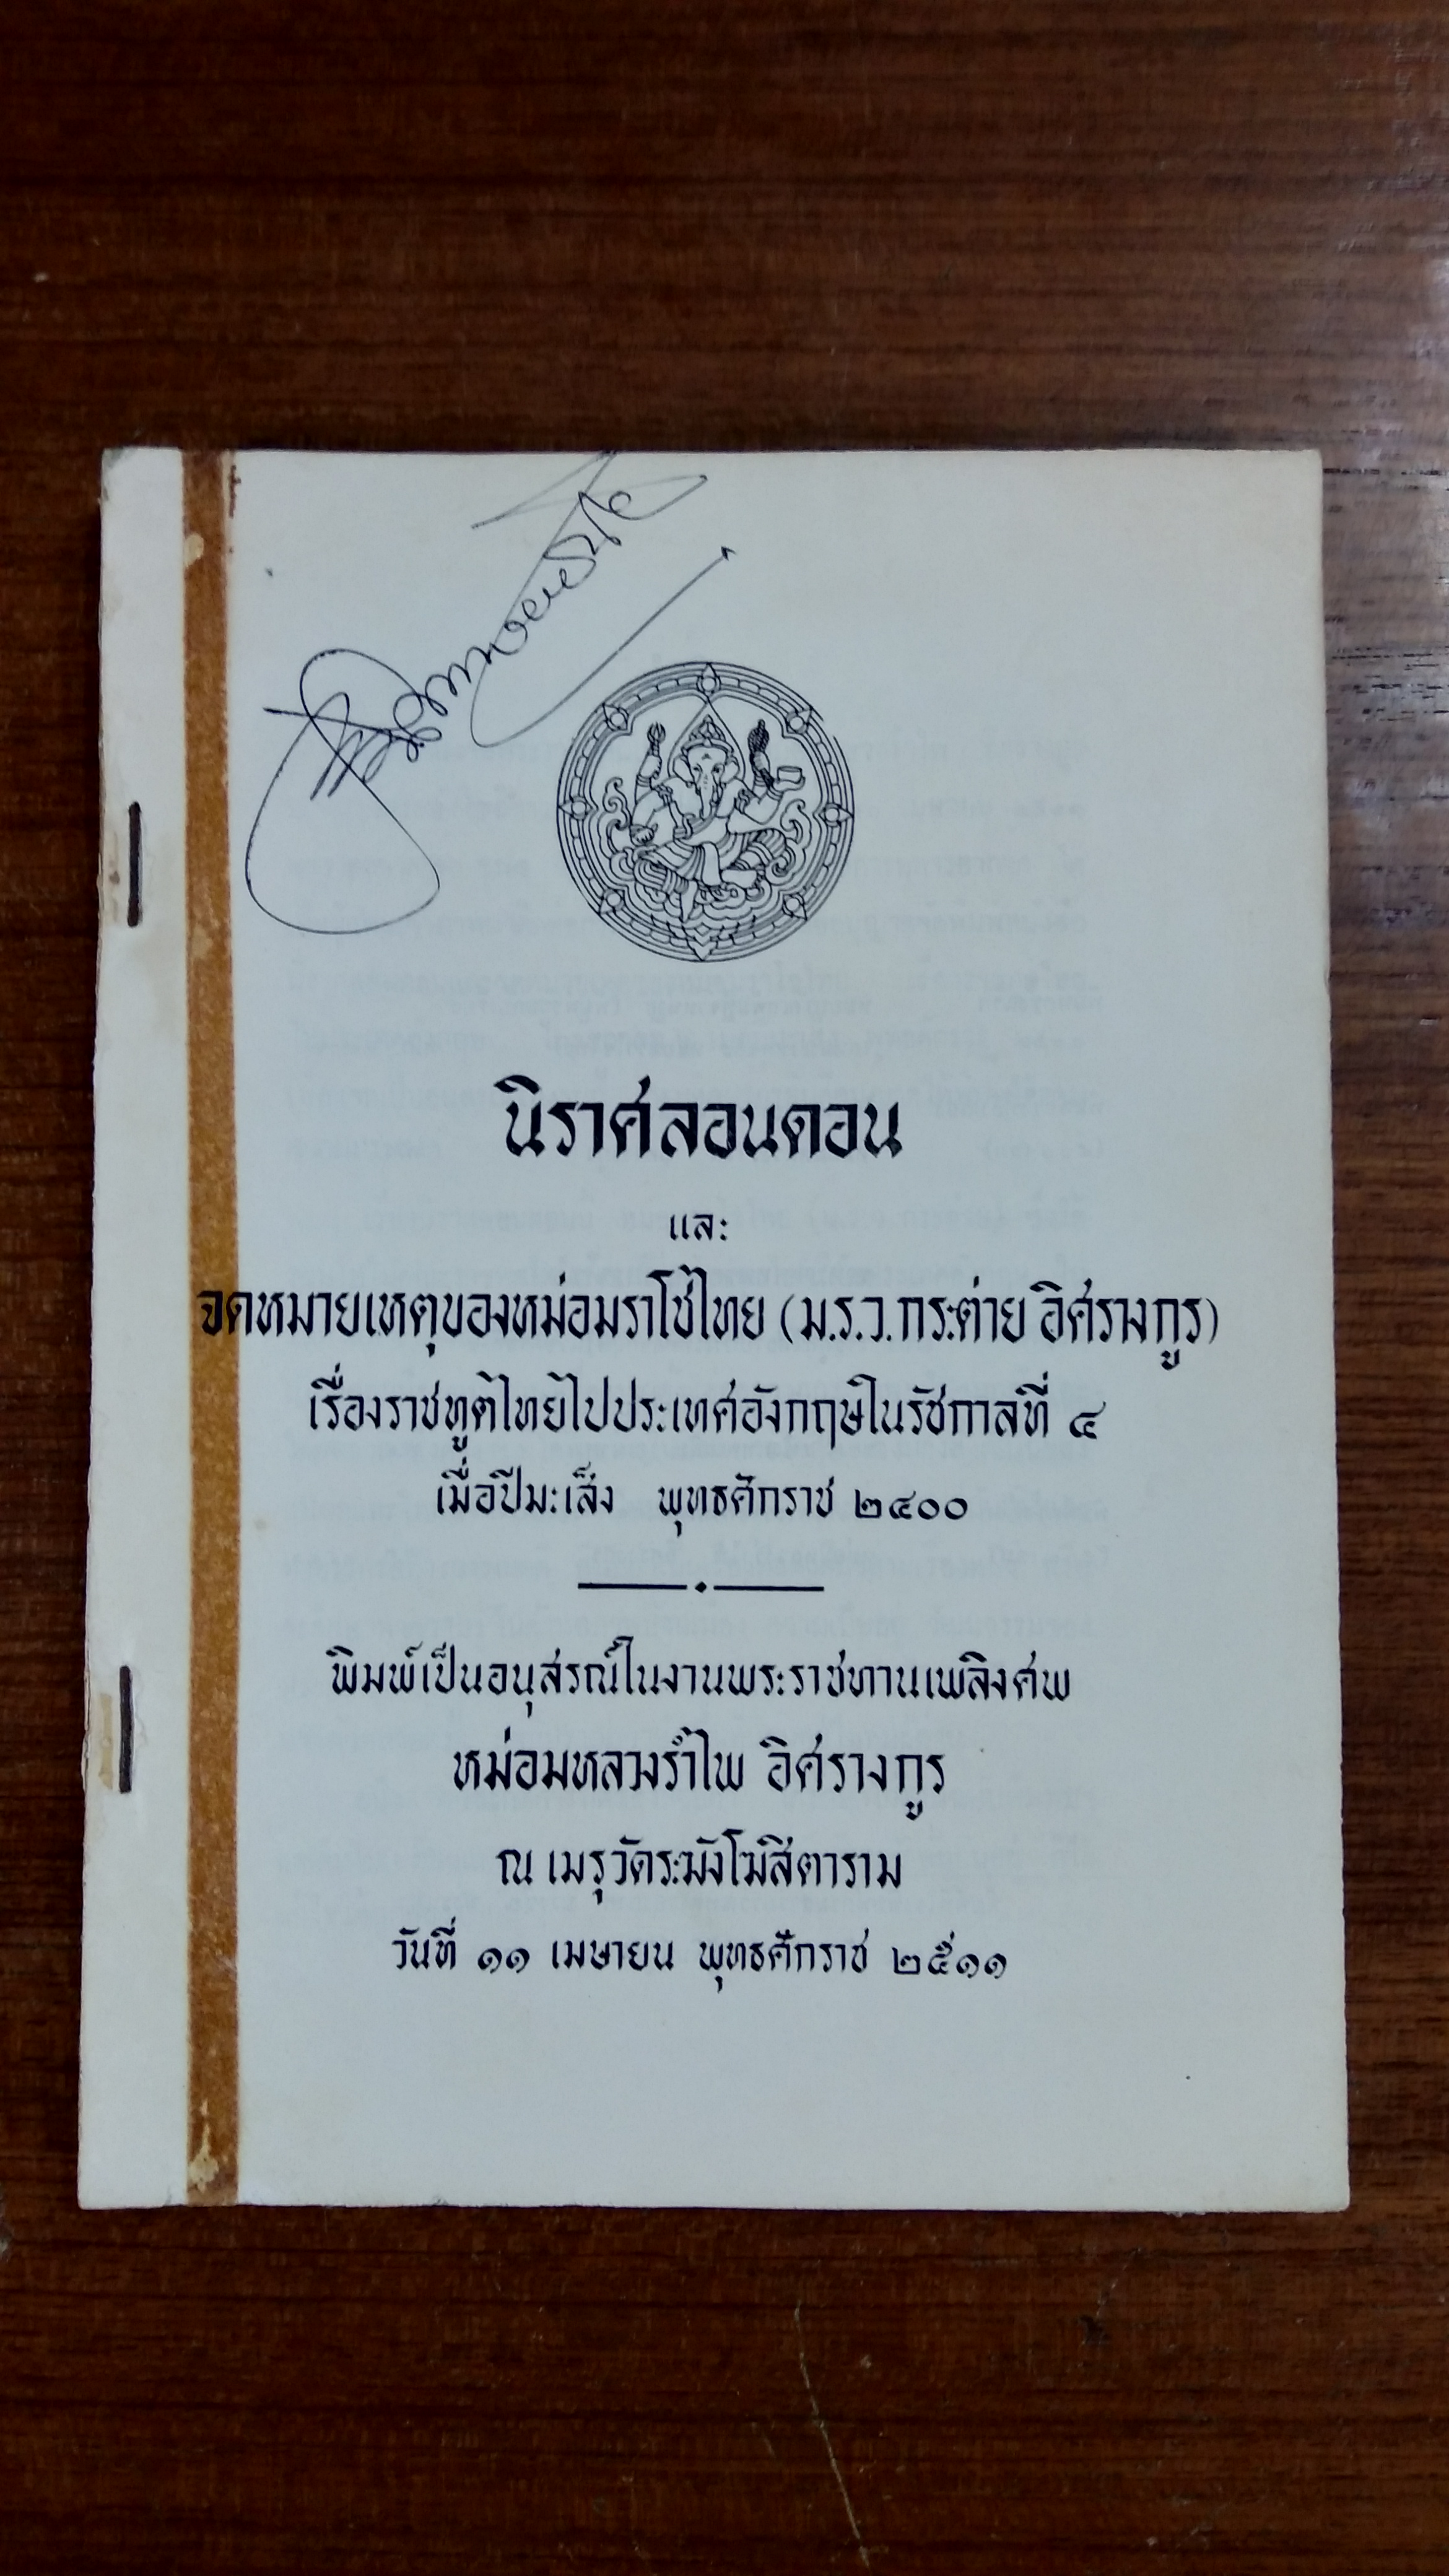 นิราศลอนดอน
และ
จดหมายเหตุของหม่อมราโชทัย (ม.ร.ว. กระต่าย อิศรางกูร)
เรื่องราชทูตไทยไปประเทศอังกฤษในรัชกาลที่ ๔
เมื่อปีมะเส็ง พุทธศักราช ๒๔๐๐
พิมพ์เป็นอนุสรณ์ในงานพระราชทานเพลิงศพ
หม่อมหลวงรำไพ อิศรางกูร
ณ เมรุวัดระฆังโฆสิตาราม
วันที่ ๑๑ เมษายน พุทธศักราช ๒๕๑๑